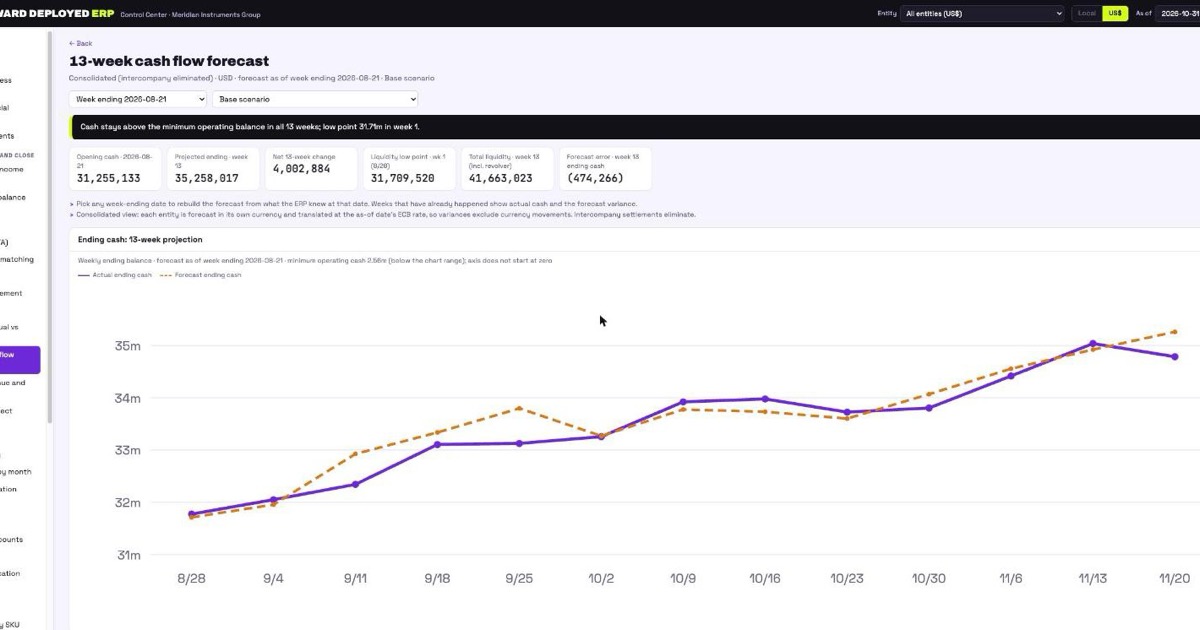 WARD DEPLOYED ERP Control Center · Meridian Instruments Group Entity All entities (US$) Local US$ As of 2026-10-31
← Back
13-week cash flow forecast
Consolidated (intercompany eliminated) · USD · forecast as of week ending 2026-08-21 · Base scenario
Week ending 2026-08-21 Base scenario
Cash stays above the minimum operating balance in all 13 weeks; low point 31.71m in week 1.
Opening cash · 2026-08-21
31,255,133
Projected ending · week 13
35,258,017
Net 13-week change
4,002,884
Liquidity low point · wk 1 (8/28)
31,709,520
Total liquidity · week 13 (incl. revolver)
41,663,023
Forecast error · week 13 ending cash
(474,266)
Pick any week-ending date to rebuild the forecast from what the ERP knew at that date. Weeks that have already happened show actual cash and the forecast variance.
Consolidated view: each entity is forecast in its own currency and translated at the as-of date's ECB rate, so variances exclude currency movements. Intercompany settlements eliminate.
Ending cash: 13-week projection
Weekly ending balance · forecast as of week ending 2026-08-21 · minimum operating cash 2.56m (below the chart range); axis does not start at zero
Actual ending cash Forecast ending cash
35m
34m
33m
32m
31m
8/28 9/4 9/11 9/18 9/25 10/2 10/9 10/16 10/23 10/30 11/6 11/13 11/20
ess
ial
ents
AND CLOSE
ncome
balance
TA)
matching
ement
ual vs
flow
nue and
ect
by month
ation
counts
cation
y SKU